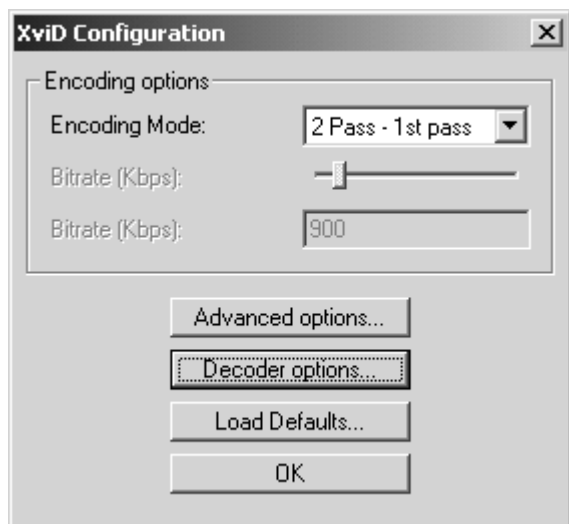 XviD Configuration
Encoding options
Encoding Mode: 2 Pass - 1st pass
Bitrate (Kbps):
Bitrate (Kbps): 900
Advanced options...
Decoder options...
Load Defaults...
OK